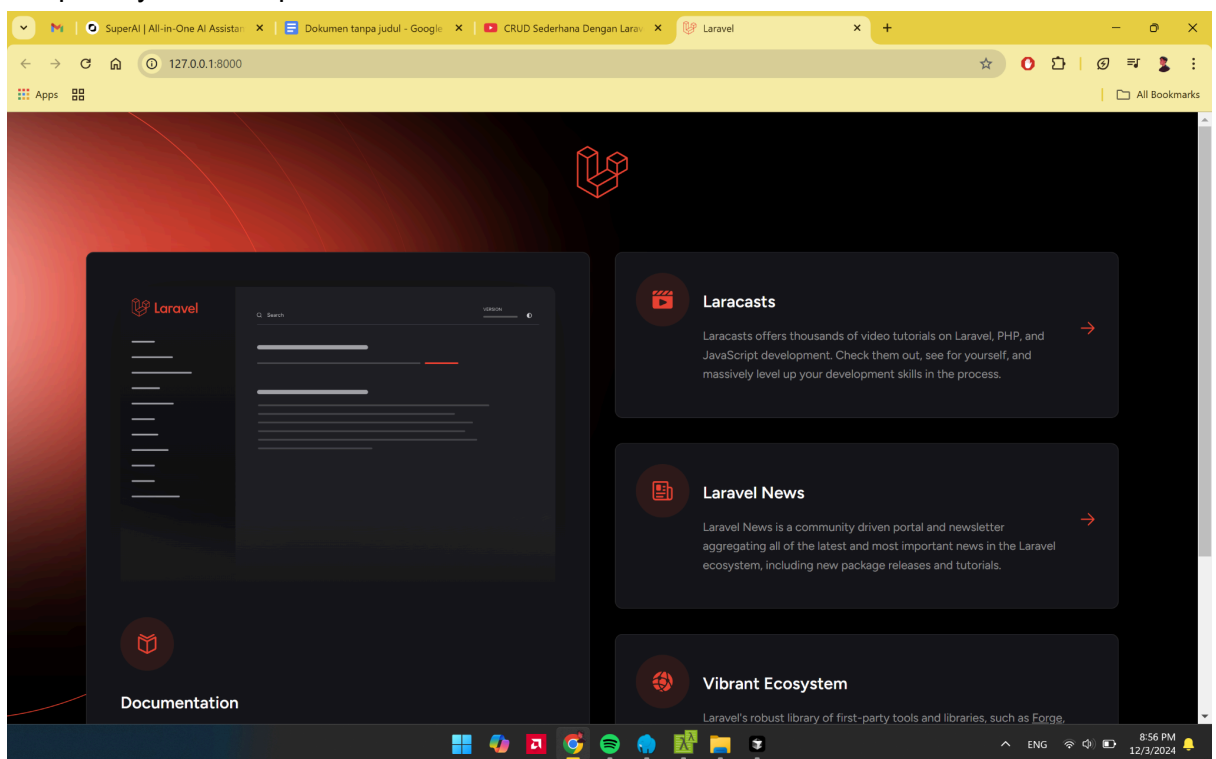 SuperAI | All-in-One AI Assistan
Dokumen tanpa judul - Google
CRUD Sederhana Dengan Larav
Laravel
127.0.0.1:8000
Apps
All Bookmarks
Laravel
Search
VERSION
Documentation
Laracasts
Laracasts offers thousands of video tutorials on Laravel, PHP, and
JavaScript development. Check them out, see for yourself, and
massively level up your development skills in the process.
Laravel News
Laravel News is a community driven portal and newsletter
aggregating all of the latest and most important news in the Laravel
ecosystem, including new package releases and tutorials.
Vibrant Ecosystem
Laravel's robust library of first-party tools and libraries, such as Forge,
ENG
8:56 PM
12/3/2024